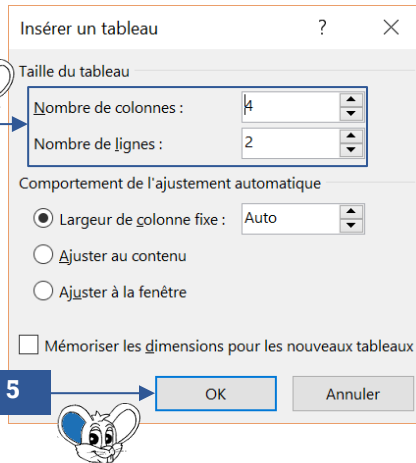 Insérer un tableau ?
Taille du tableau
Nombre de colonnes : 4
Nombre de lignes : 2
Comportement de l'ajustement automatique
Largeur de colonne fixe : Auto
Ajuster au contenu
Ajuster à la fenêtre
Mémoriser les dimensions pour les nouveaux tableaux
5 OK Annuler